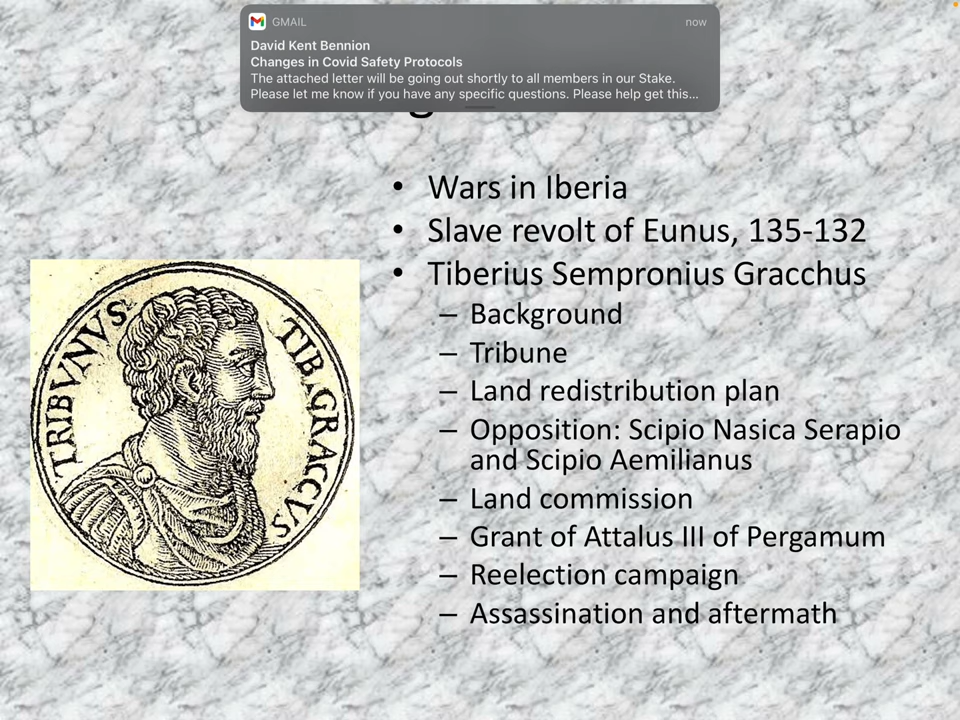 GMAIL now
David Kent Bennion
Changes in Covid Safety Protocols
The attached letter will be going out shortly to all members in our Stake.
Please let me know if you have any specific questions. Please help get this...
• Wars in Iberia
• Slave revolt of Eunus, 135-132
• Tiberius Sempronius Gracchus
– Background
– Tribune
– Land redistribution plan
– Opposition: Scipio Nasica Serapio
and Scipio Aemilianus
– Land commission
– Grant of Attalus III of Pergamum
– Reelection campaign
– Assassination and aftermath
TRIBVNVS TIB. GRACCVS